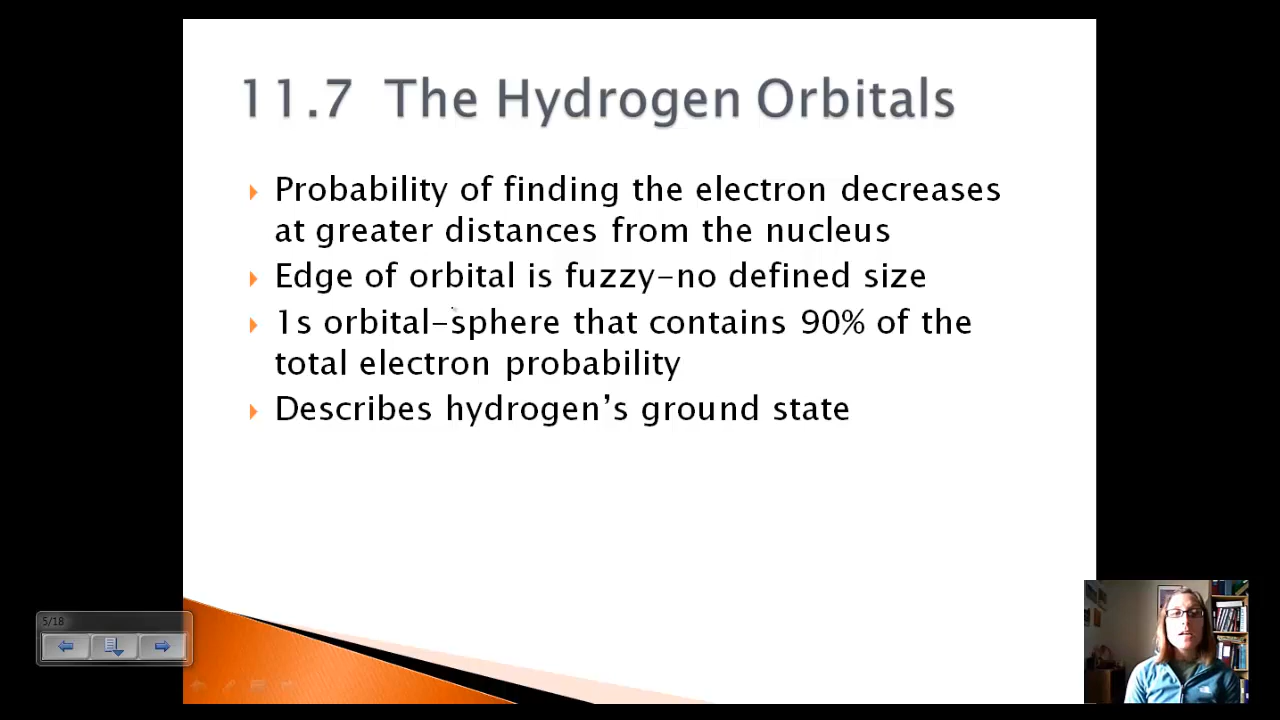 11.7 The Hydrogen Orbitals
Probability of finding the electron decreases
at greater distances from the nucleus
Edge of orbital is fuzzy-no defined size
1s orbital-sphere that contains 90% of the
total electron probability
Describes hydrogen's ground state
5/18